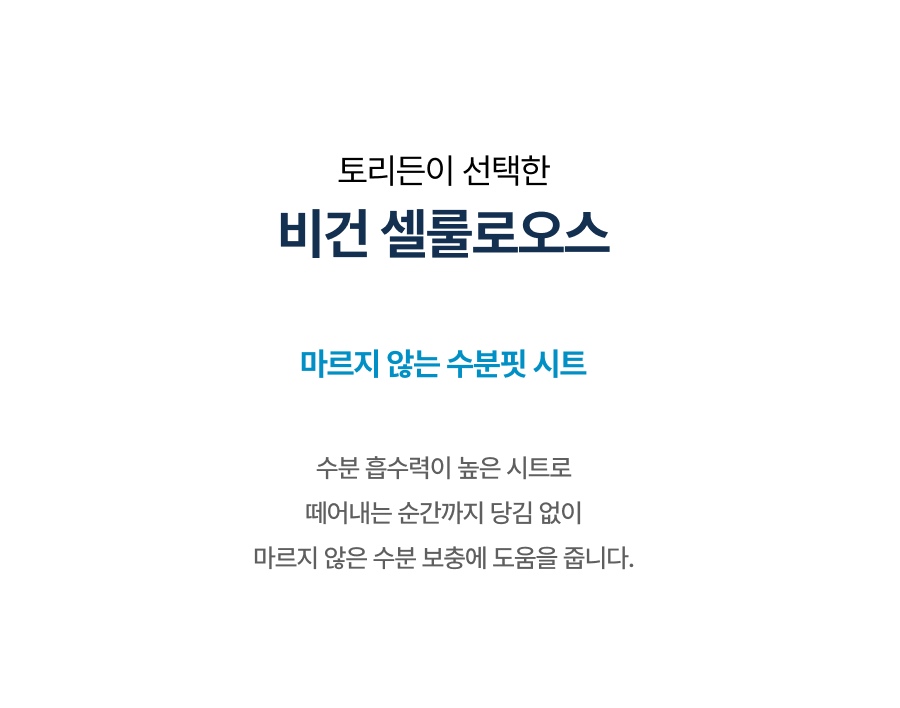 토리든이 선택한
비건 셀룰로오스
마르지 않는 수분핏 시트
수분 흡수력이 높은 시트로
떼어내는 순간까지 당김 없이
마르지 않은 수분 보충에 도움을 줍니다.